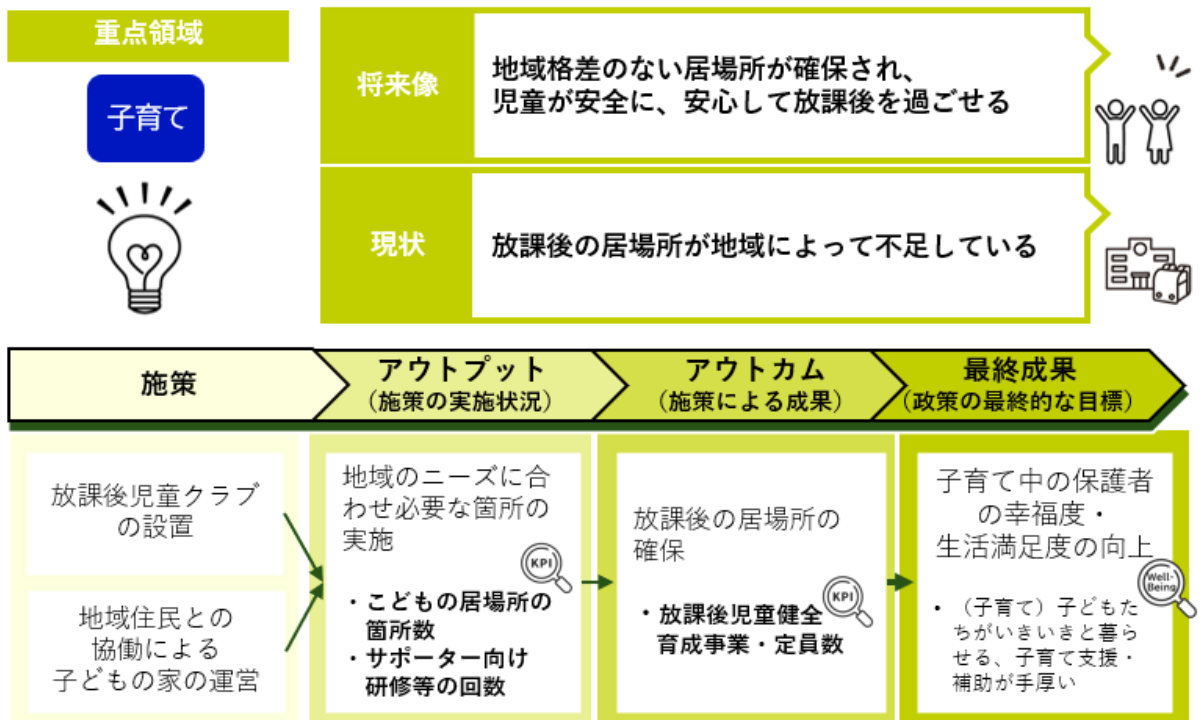 重点領域
子育て
将来像
地域格差のない居場所が確保され、
児童が安全に、安心して放課後を過ごせる
現状
放課後の居場所が地域によって不足している
施策
アウトプット
（施策の実施状況）
アウトカム
（施策による成果）
最終成果
（政策の最終的な目標）
放課後児童クラブ
の設置
地域住民との
協働による
子どもの家の運営
地域のニーズに合
わせ必要な箇所の
実施
KPI
・こどもの居場所の
箇所数
・サポーター向け
研修等の回数
放課後の居場所の
確保
KPI
・放課後児童健全
育成事業・定員数
子育て中の保護者
の幸福度・
生活満足度の向上
Well-
Being
・（子育て）子どもた
ちがいきいきと暮ら
せる、子育て支援・
補助が手厚い